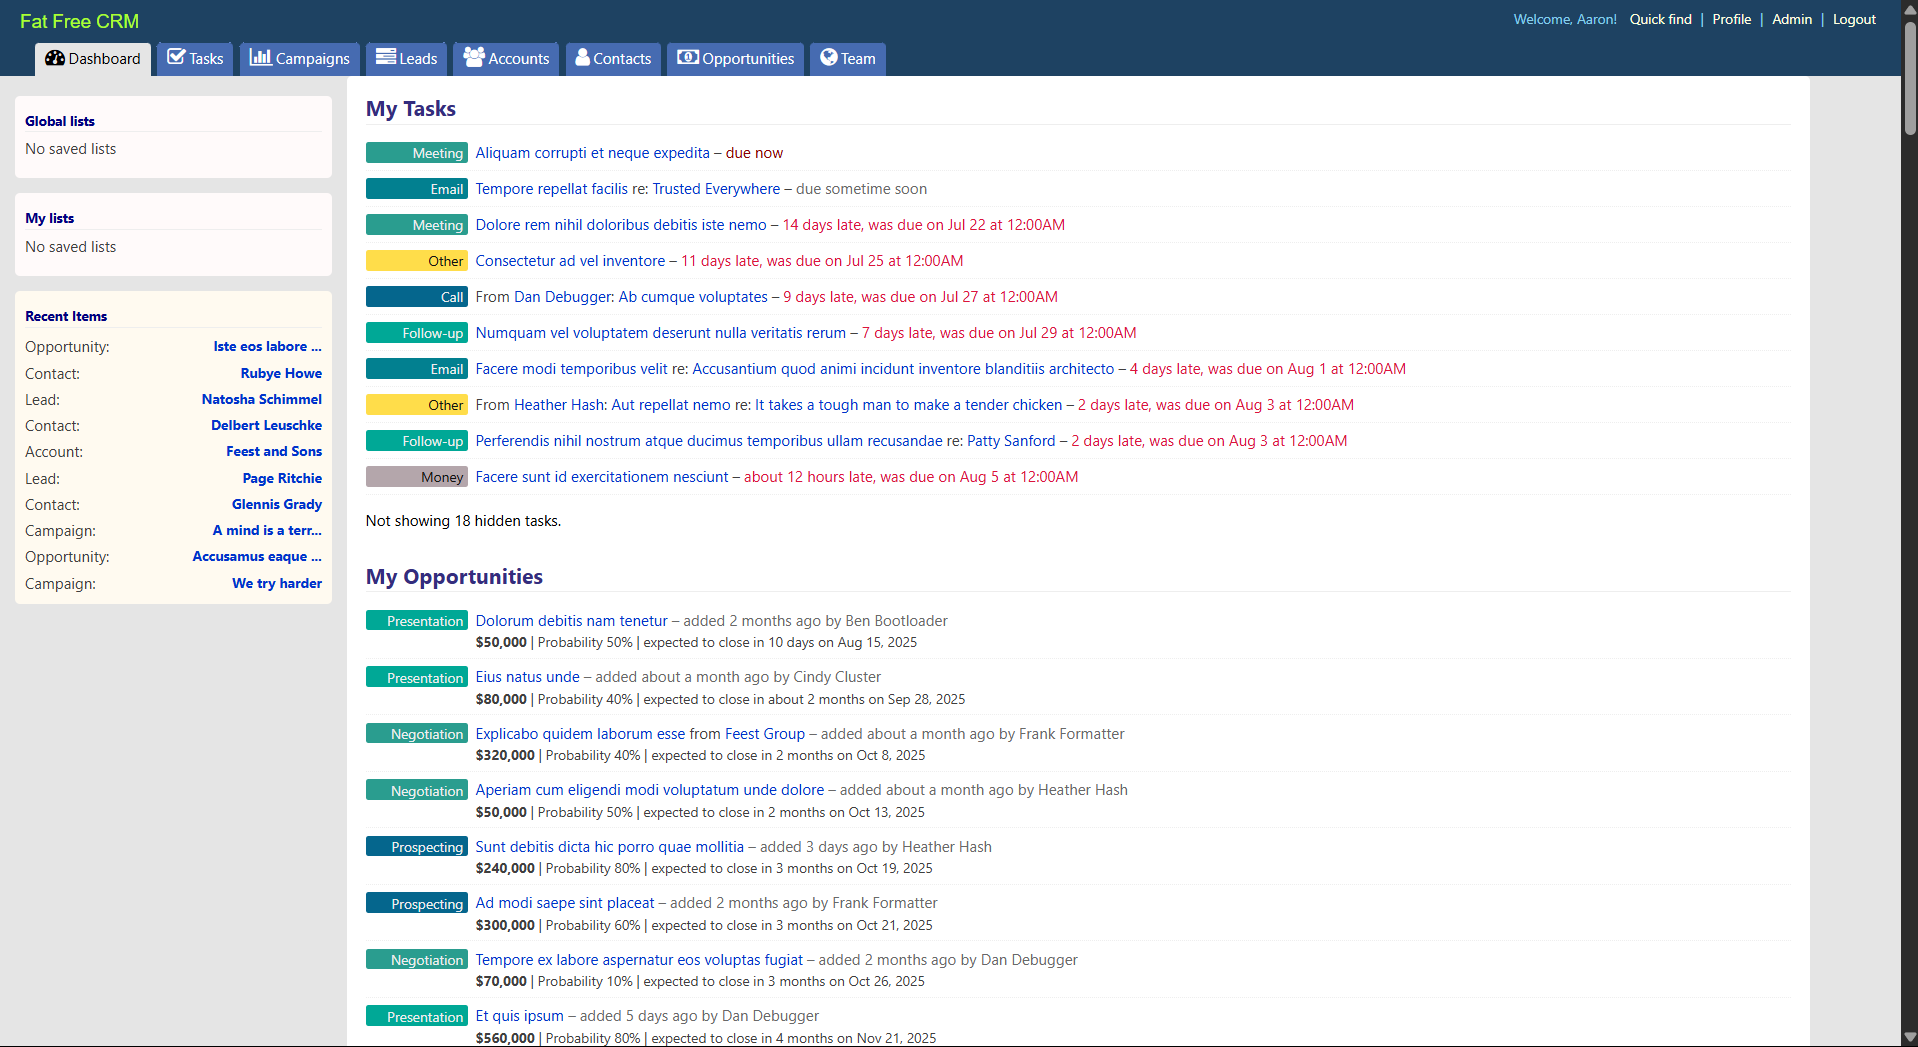 Fat Free CRM
Welcome, Aaron! Quick find | Profile | Admin | Logout
Dashboard Tasks Campaigns Leads Accounts Contacts Opportunities Team
Global lists
No saved lists
My lists
No saved lists
Recent Items
Opportunity: Iste eos labore ...
Contact: Rubye Howe
Lead: Natosha Schimmel
Contact: Delbert Leuschke
Account: Feest and Sons
Lead: Page Ritchie
Contact: Glennis Grady
Campaign: A mind is a terr...
Opportunity: Accusamus eaque ...
Campaign: We try harder
My Tasks
Meeting Aliquam corrupti et neque expedita – due now
Email Tempore repellat facilis re: Trusted Everywhere – due sometime soon
Meeting Dolore rem nihil doloribus debitis iste nemo – 14 days late, was due on Jul 22 at 12:00AM
Other Consectetur ad vel inventore – 11 days late, was due on Jul 25 at 12:00AM
Call From Dan Debugger: Ab cumque voluptates – 9 days late, was due on Jul 27 at 12:00AM
Follow-up Numquam vel voluptatem deserunt nulla veritatis rerum – 7 days late, was due on Jul 29 at 12:00AM
Email Facere modi temporibus velit re: Accusantium quod animi incidunt inventore blanditiis architecto – 4 days late, was due on Aug 1 at 12:00AM
Other From Heather Hash: Aut repellat nemo re: It takes a tough man to make a tender chicken – 2 days late, was due on Aug 3 at 12:00AM
Follow-up Perferendis nihil nostrum atque ducimus temporibus ullam recusandae re: Patty Sanford – 2 days late, was due on Aug 3 at 12:00AM
Money Facere sunt id exercitationem nesciunt – about 12 hours late, was due on Aug 5 at 12:00AM
Not showing 18 hidden tasks.
My Opportunities
Presentation Dolorum debitis nam tenetur – added 2 months ago by Ben Bootloader
$50,000 | Probability 50% | expected to close in 10 days on Aug 15, 2025
Presentation Eius natus unde – added about a month ago by Cindy Cluster
$80,000 | Probability 40% | expected to close in about 2 months on Sep 28, 2025
Negotiation Explicabo quidem laborum esse from Feest Group – added about a month ago by Frank Formatter
$320,000 | Probability 40% | expected to close in 2 months on Oct 8, 2025
Negotiation Aperiam cum eligendi modi voluptatum unde dolore – added about a month ago by Heather Hash
$50,000 | Probability 50% | expected to close in 2 months on Oct 13, 2025
Prospecting Sunt debitis dicta hic porro quae mollitia – added 3 days ago by Heather Hash
$240,000 | Probability 80% | expected to close in 3 months on Oct 19, 2025
Prospecting Ad modi saepe sint placeat – added 2 months ago by Frank Formatter
$300,000 | Probability 60% | expected to close in 3 months on Oct 21, 2025
Negotiation Tempore ex labore aspernatur eos voluptas fugiat – added 2 months ago by Dan Debugger
$70,000 | Probability 10% | expected to close in 3 months on Oct 26, 2025
Presentation Et quis ipsum – added 5 days ago by Dan Debugger
$560,000 | Probability 80% | expected to close in 4 months on Nov 21, 2025